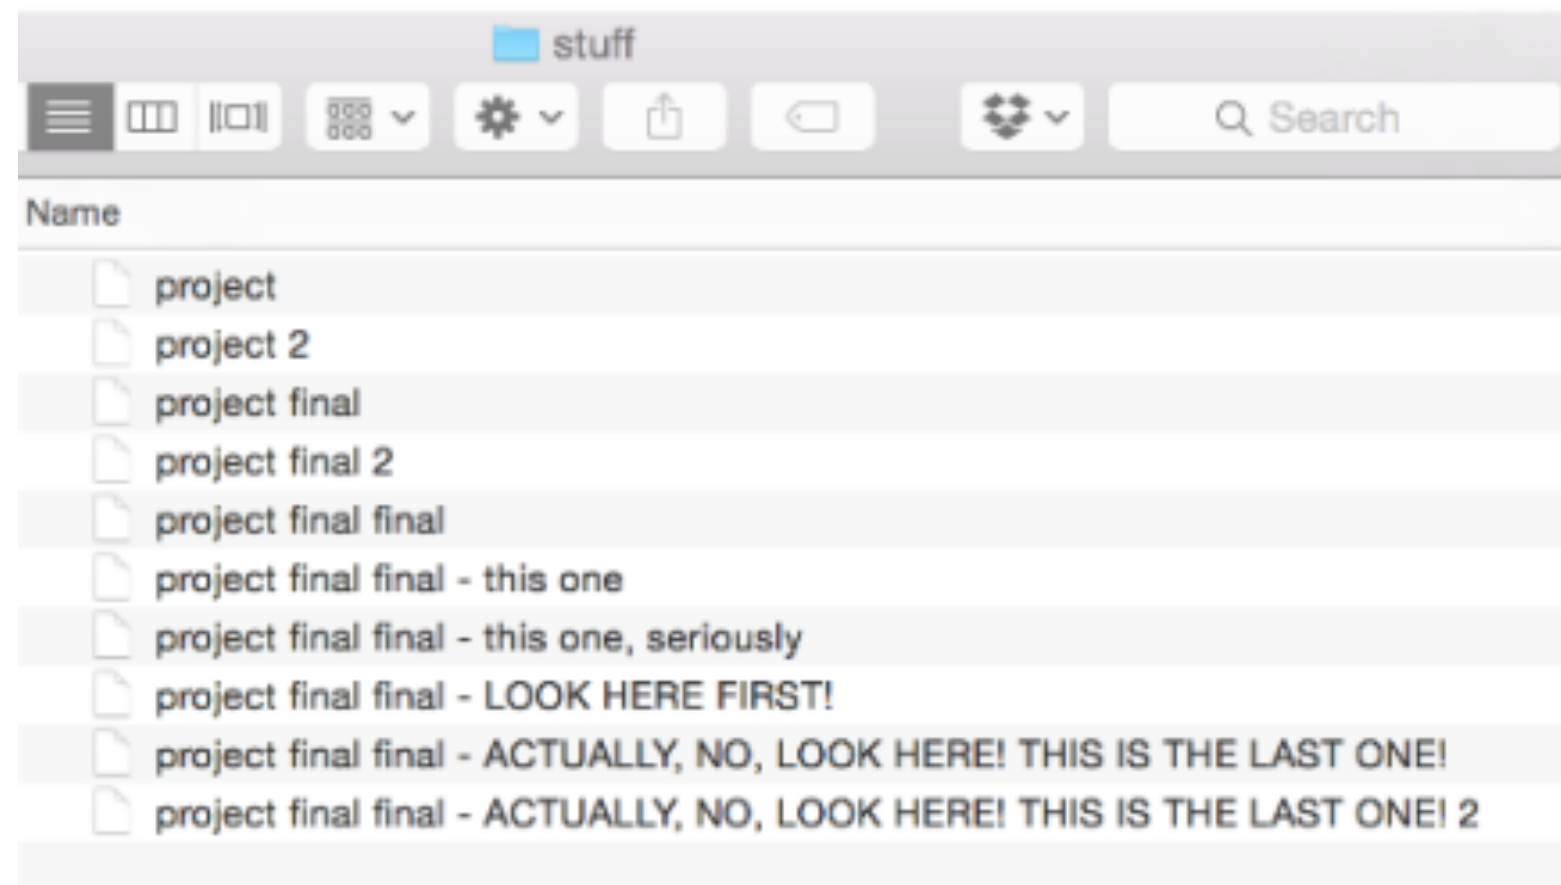 stuff
Search
Name
project
project 2
project final
project final 2
project final final
project final final - this one
project final final - this one, seriously
project final final - LOOK HERE FIRST!
project final final - ACTUALLY, NO, LOOK HERE! THIS IS THE LAST ONE!
project final final - ACTUALLY, NO, LOOK HERE! THIS IS THE LAST ONE! 2